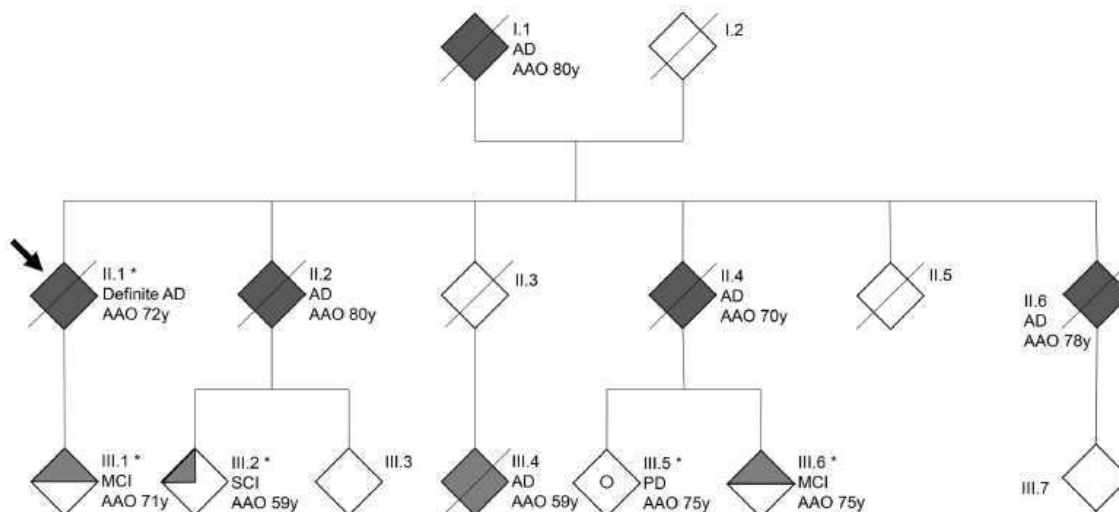 I.1
AD
AAO 80y
I.2
II.1 *
Definite AD
AAO 72y
II.2
AD
AAO 80y
II.3
II.4
AD
AAO 70y
II.5
II.6
AD
AAO 78y
III.1 *
MCI
AAO 71y
III.2 *
SCI
AAO 59y
III.3
III.4
AD
AAO 59y
III.5 *
PD
AAO 75y
III.6 *
MCI
AAO 75y
III.7